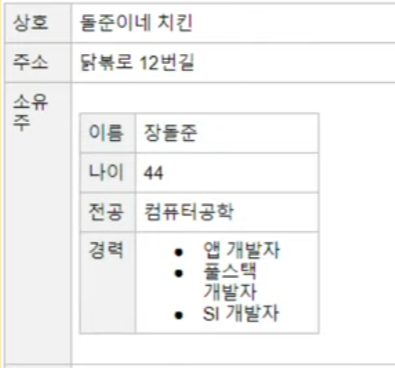 상호 돌준이네 치킨
주소 닭볶로 12번길
소유
주
이름 장돌준
나이 44
전공 컴퓨터공학
경력 • 앱 개발자
• 풀스택
개발자
• SI 개발자